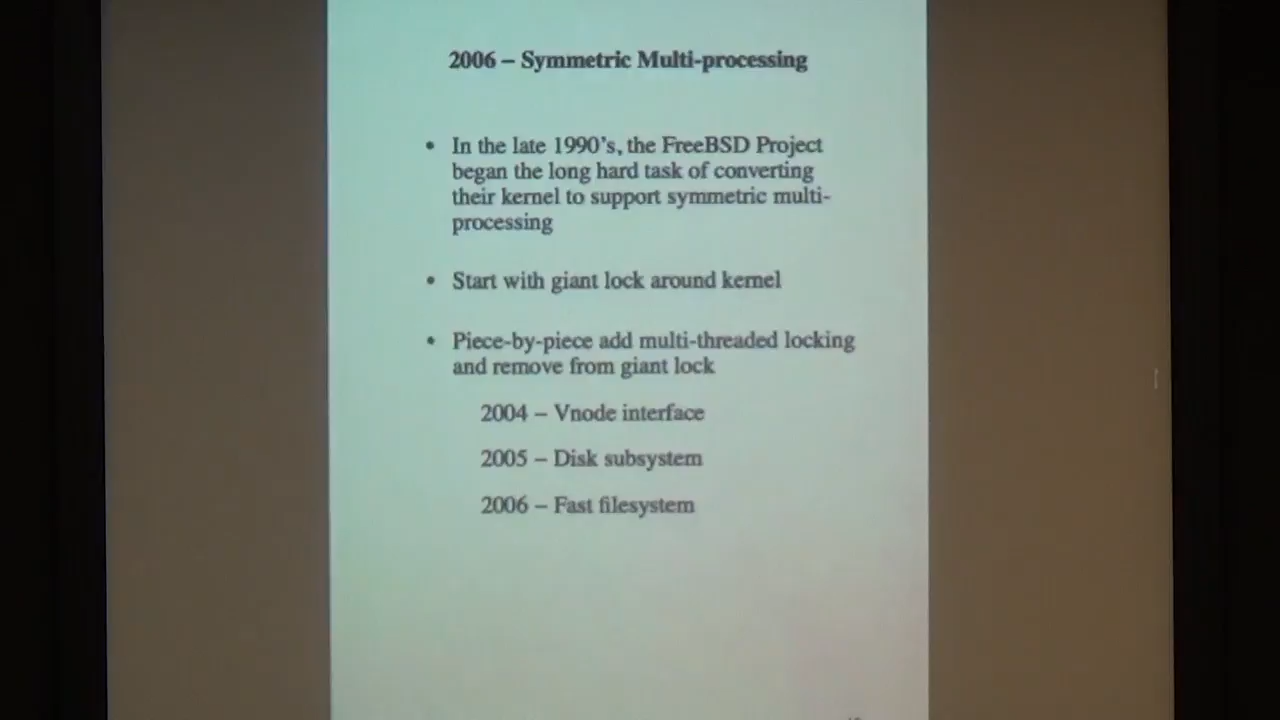 2006 – Symmetric Multi-processing
• In the late 1990's, the FreeBSD Project
began the long hard task of converting
their kernel to support symmetric multi-
processing
• Start with giant lock around kernel
• Piece-by-piece add multi-threaded locking
and remove from giant lock
2004 – Vnode interface
2005 – Disk subsystem
2006 – Fast filesystem